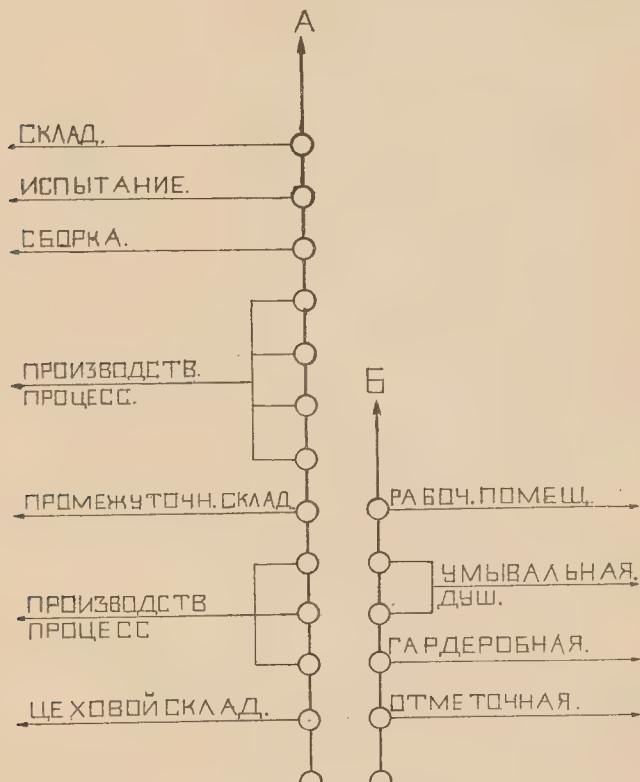 А
СКЛАД.
ИСПЫТАНИЕ.
СБОРКА.
ПРОИЗВОДСТВ.
ПРОЦЕСС.
ПРОМЕЖУТОЧН. СКЛАД
ПРОИЗВОДСТВ
ПРОЦЕСС
ЦЕХОВОЙ СКЛАД.
Б
РАБОЧ. ПОМЕЩ.
УМЫВАЛЬНАЯ.
ДУШ.
ГАРДЕРОБНАЯ.
ОТМЕТОЧНАЯ.